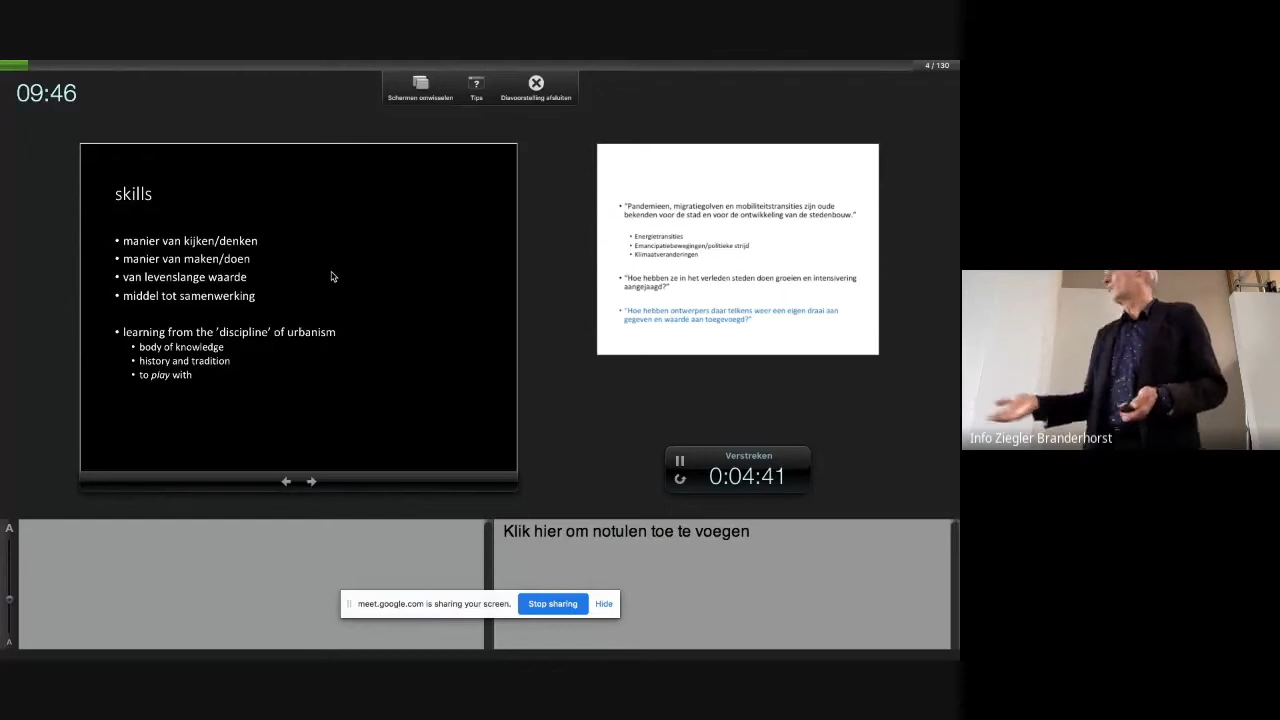 4 / 130
09:46
Schermen omwisselen
Tips
Diavoorstelling afsluiten
skills
• manier van kijken/denken
• manier van maken/doen
• van levenslange waarde
• middel tot samenwerking
• learning from the 'discipline' of urbanism
• body of knowledge
• history and tradition
• to play with
• "Pandemieen, migratiegolven en mobiliteitstransities zijn oude
bekenden voor de stad en voor de ontwikkeling van de stedenbouw."
• Energietransities
• Emancipatiebewegingen/politieke strijd
• Klimaatveranderingen
• "Hoe hebben ze in het verleden steden doen groeien en intensivering
aangejaagd?"
• "Hoe hebben ontwerpers daar telkens weer een eigen draai aan
gegeven en waarde aan toegevoegd?"
Info Ziegler Branderhorst
Verstreken
0:04:41
A
A
Klik hier om notulen toe te voegen
meet.google.com is sharing your screen.
Stop sharing
Hide